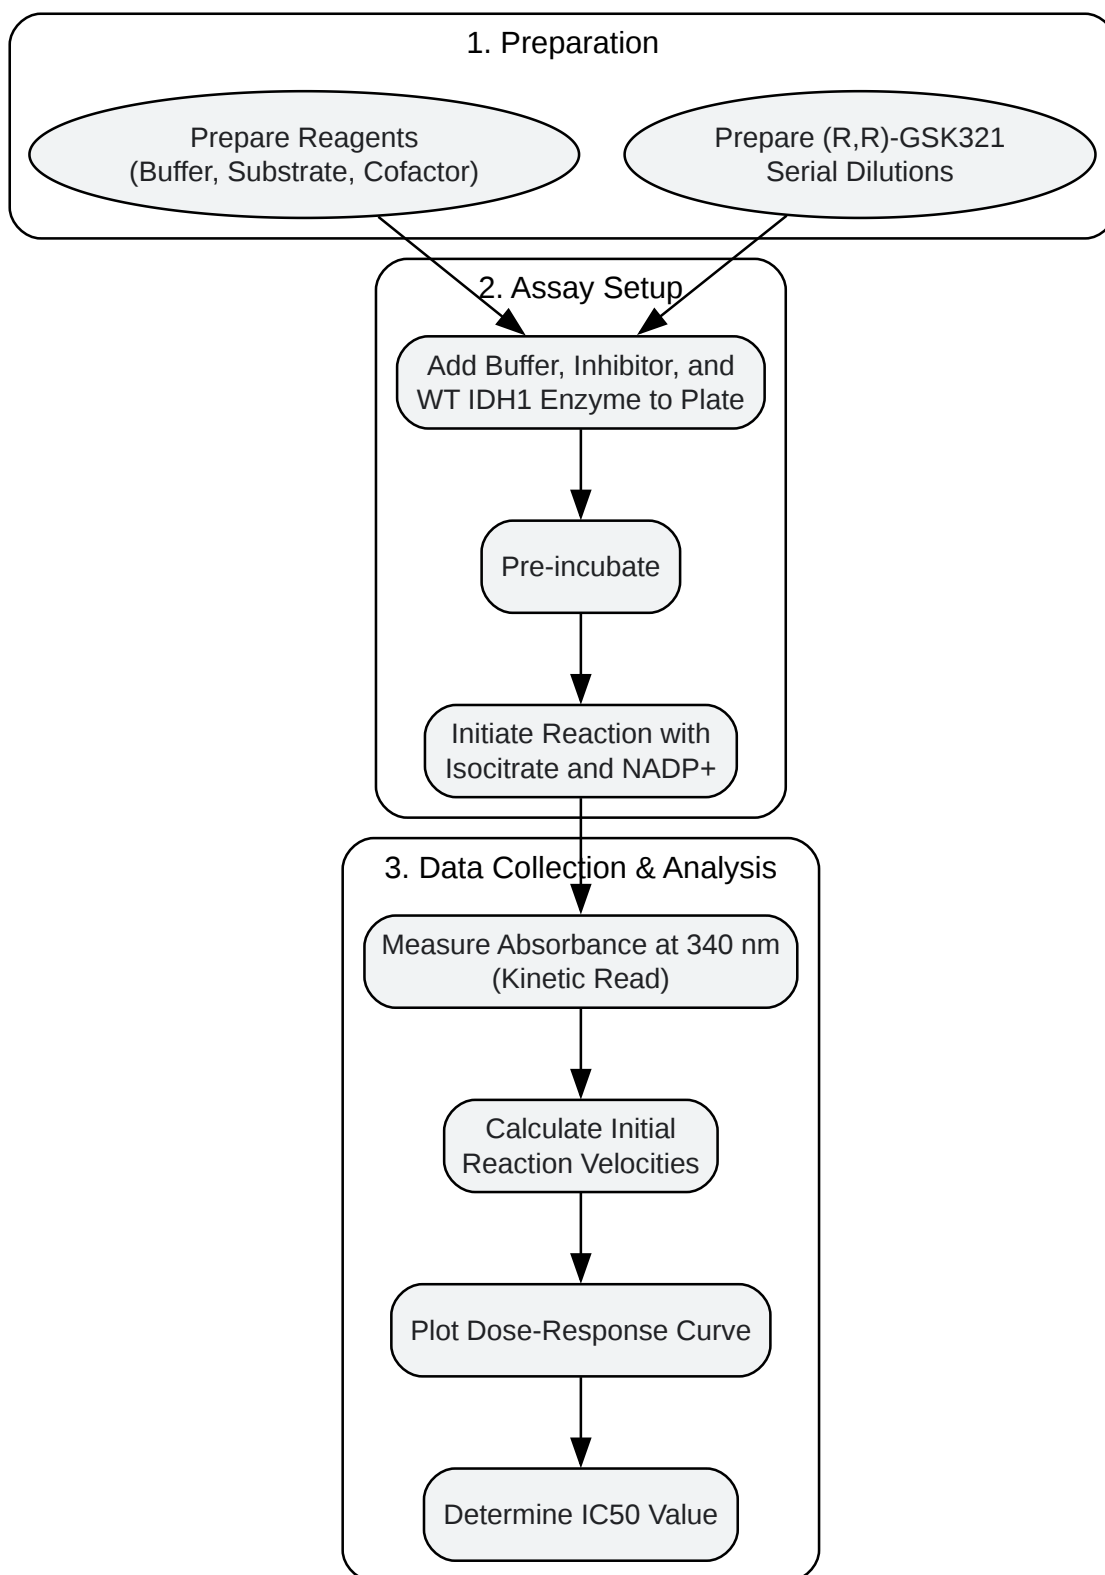 1. Preparation
Prepare Reagents
(Buffer, Substrate, Cofactor)
Prepare (R,R)-GSK321
Serial Dilutions
2. Assay Setup
Add Buffer, Inhibitor, and
WT IDH1 Enzyme to Plate
Pre-incubate
Initiate Reaction with
Isocitrate and NADP+
3. Data Collection & Analysis
Measure Absorbance at 340 nm
(Kinetic Read)
Calculate Initial
Reaction Velocities
Plot Dose-Response Curve
Determine IC50 Value